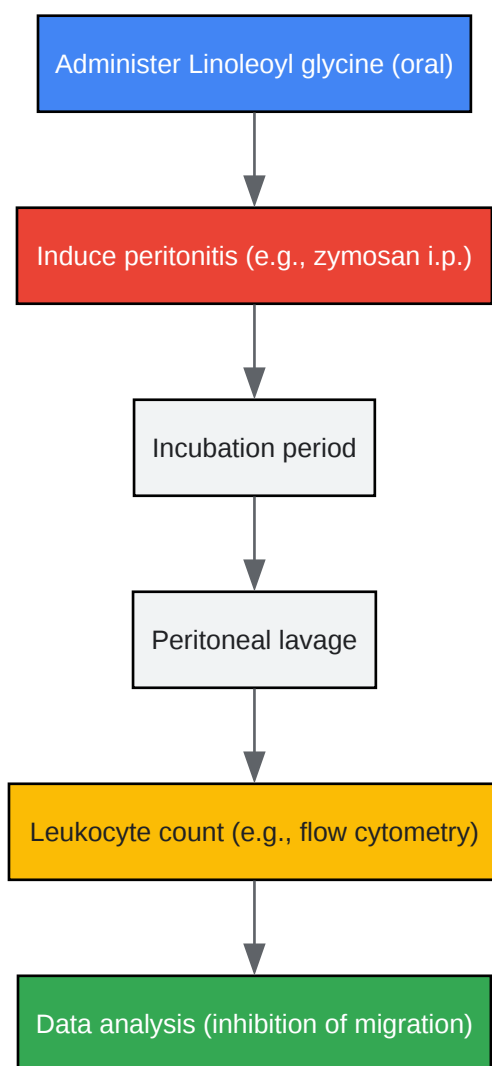 Administer Linoleoyl glycine (oral)
Induce peritonitis (e.g., zymosan i.p.)
Incubation period
Peritoneal lavage
Leukocyte count (e.g., flow cytometry)
Data analysis (inhibition of migration)